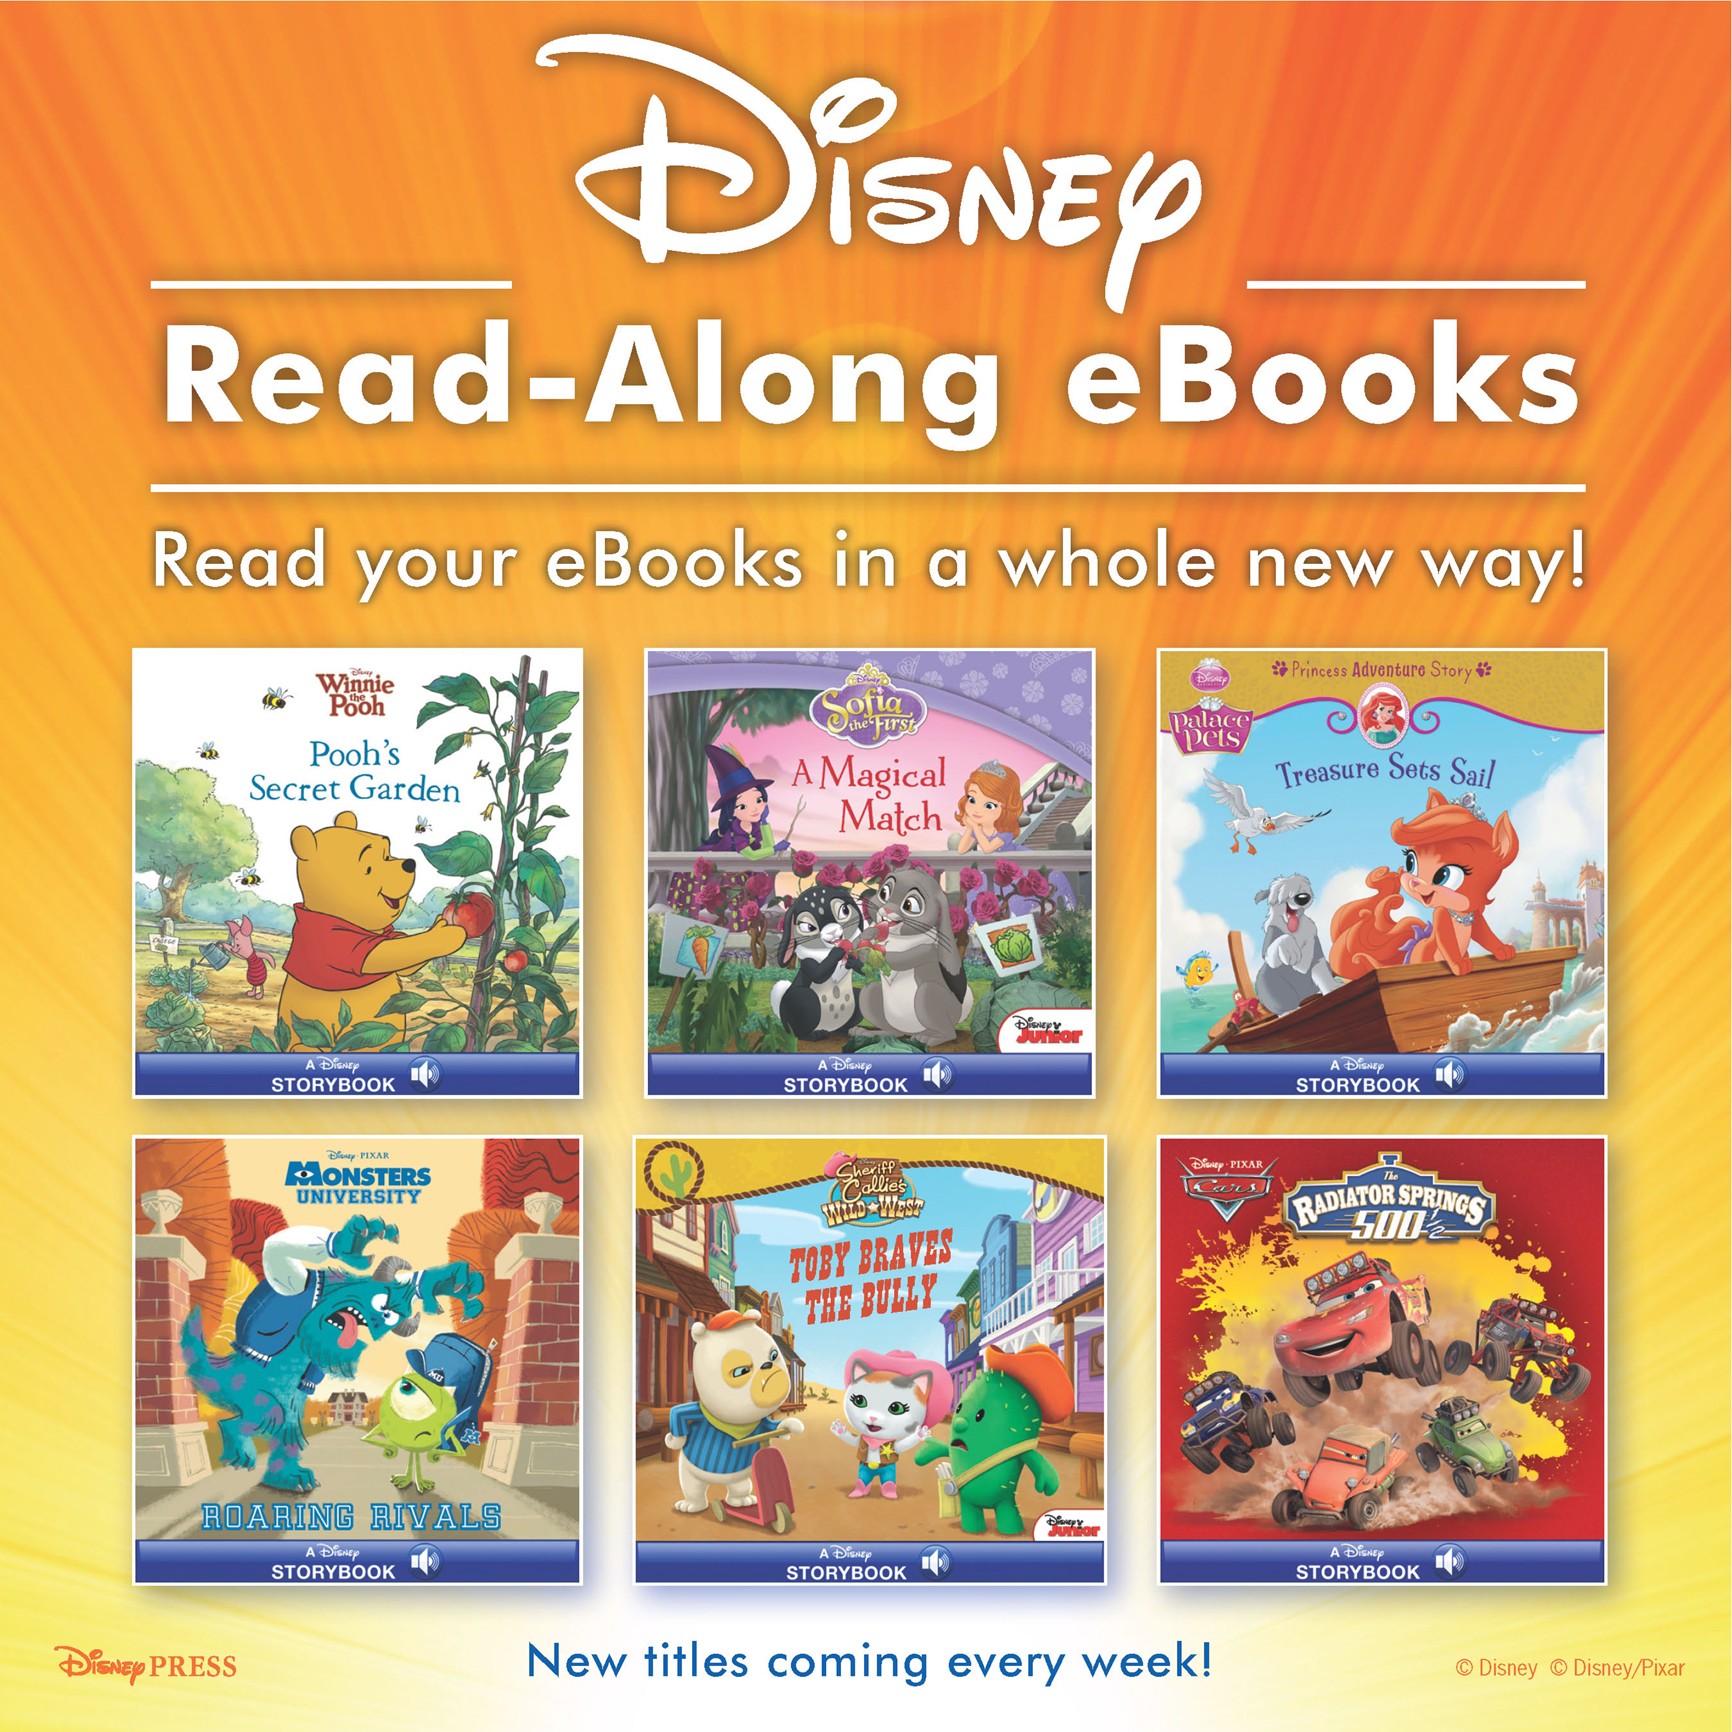 Disney
Read-Along eBooks
Read your eBooks in a whole new way!
Disney
Winnie
the
Pooh
Pooh's
Secret Garden
A Disney
STORYBOOK
Disney
Sofia
the First
A Magical
Match
Disney
Junior
A Disney
STORYBOOK
Disney
Palace
Pets
Princess Adventure Story
Treasure Sets Sail
A Disney
STORYBOOK
Disney · PIXAR
MONSTERS
UNIVERSITY
MU
ROARING RIVALS
A Disney
STORYBOOK
Sheriff
Callie's
WILD WEST
TOBY BRAVES
THE BULLY
Disney
Junior
A Disney
STORYBOOK
Disney · PIXAR
Cars
The
RADIATOR SPRINGS
500 1/2
A Disney
STORYBOOK
Disney PRESS
New titles coming every week!
© Disney © Disney/Pixar